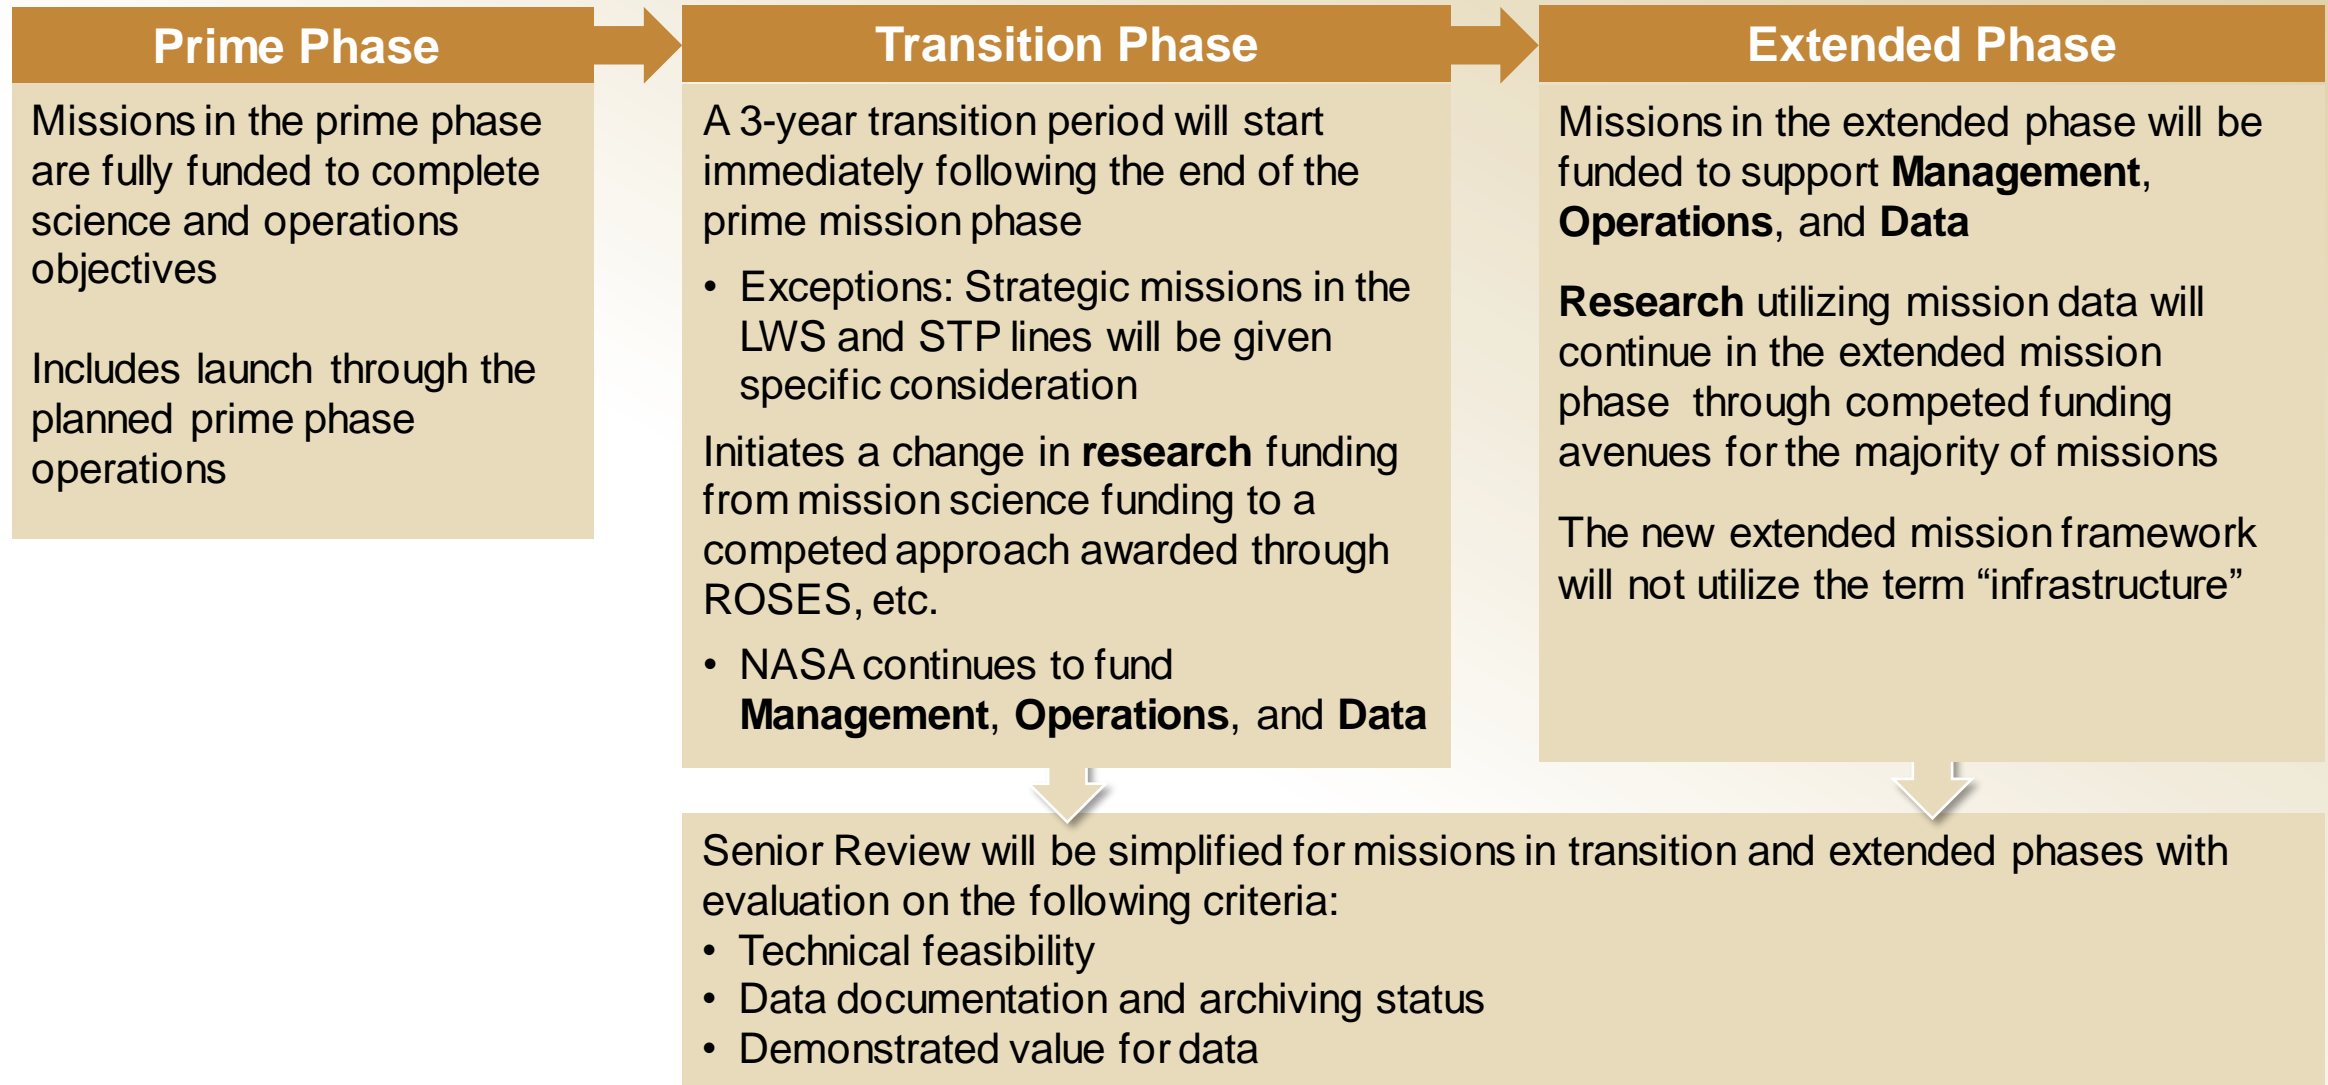 Prime Phase
Missions in the prime phase
are fully funded to complete
science and operations
objectives
Includes launch through the
planned prime phase
operations
Transition Phase
A 3-year transition period will start
immediately following the end of the
prime mission phase
• Exceptions: Strategic missions in the
LWS and STP lines will be given
specific consideration
Initiates a change in research funding
from mission science funding to a
competed approach awarded through
ROSES, etc.
• NASA continues to fund
Management, Operations, and Data
Extended Phase
Missions in the extended phase will be
funded to support Management,
Operations, and Data
Research utilizing mission data will
continue in the extended mission
phase through competed funding
avenues for the majority of missions
The new extended mission framework
will not utilize the term “infrastructure”
Senior Review will be simplified for missions in transition and extended phases with
evaluation on the following criteria:
• Technical feasibility
• Data documentation and archiving status
• Demonstrated value for data